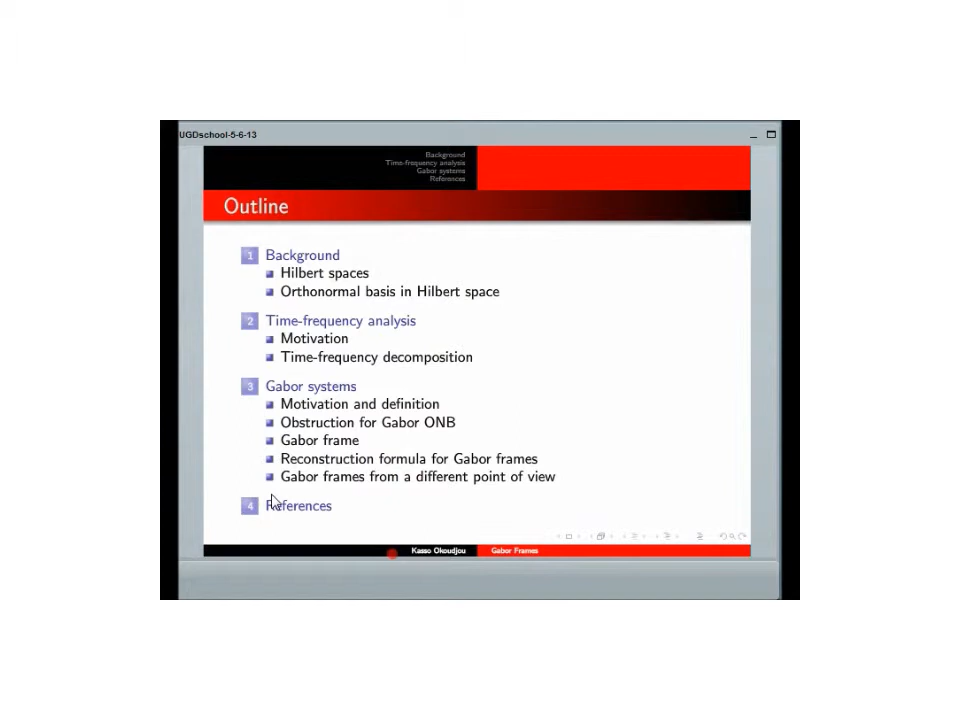 UGDschool-5-6-13
Background
Time-frequency analysis
Gabor systems
References
Outline
1 Background
Hilbert spaces
Orthonormal basis in Hilbert space
2 Time-frequency analysis
Motivation
Time-frequency decomposition
3 Gabor systems
Motivation and definition
Obstruction for Gabor ONB
Gabor frame
Reconstruction formula for Gabor frames
Gabor frames from a different point of view
4 References
Kasso Okoudjou Gabor Frames